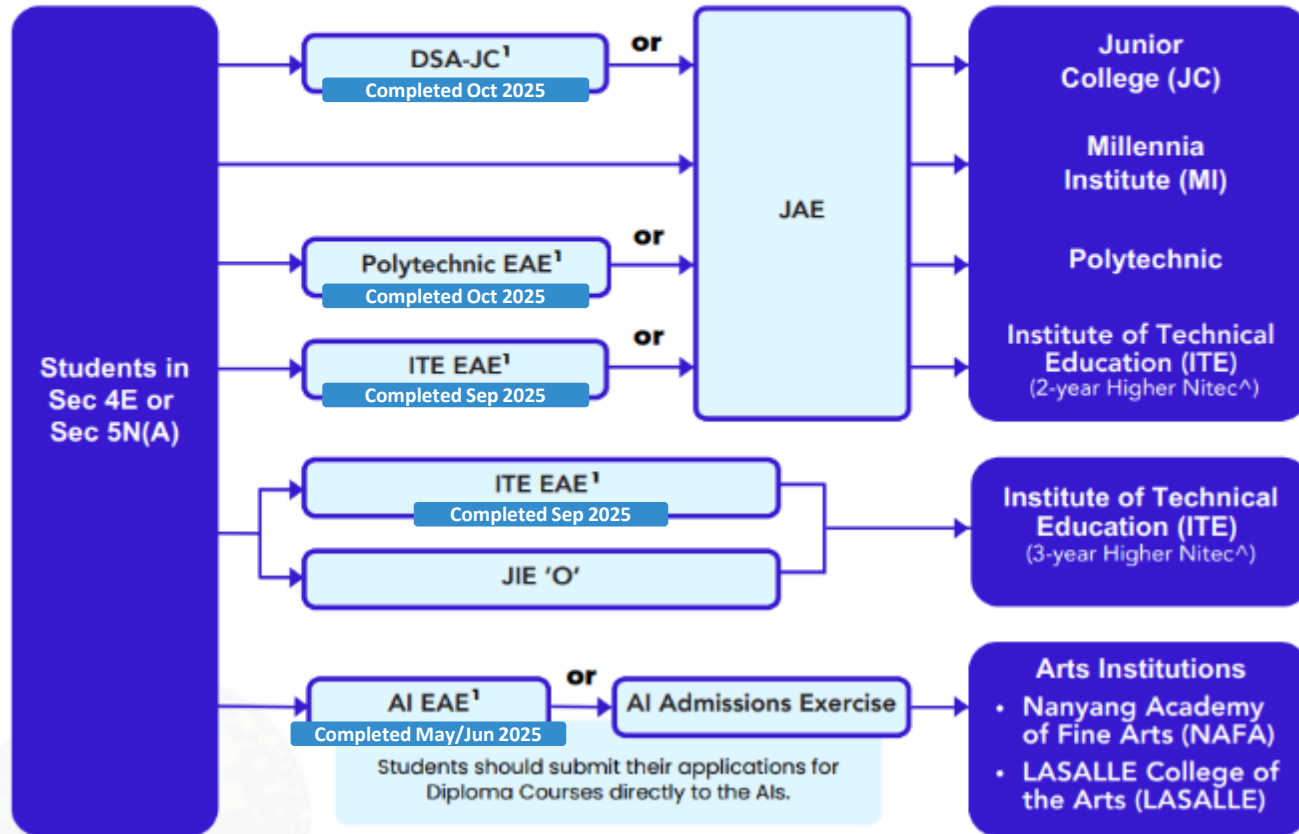 Students in
Sec 4E or
Sec 5N(A)
DSA-JC¹
Completed Oct 2025
or
Polytechnic EAE¹
Completed Oct 2025
or
ITE EAE¹
Completed Sep 2025
or
JAE
Junior
College (JC)
Millennia
Institute (MI)
Polytechnic
Institute of Technical
Education (ITE)
(2-year Higher Nitec^)
ITE EAE¹
Completed Sep 2025
JIE ‘O’
Institute of Technical
Education (ITE)
(3-year Higher Nitec^)
AI EAE¹
Completed May/Jun 2025
or
AI Admissions Exercise
Students should submit their applications for
Diploma Courses directly to the AIs.
Arts Institutions
• Nanyang Academy
of Fine Arts (NAFA)
• LASALLE College of
the Arts (LASALLE)